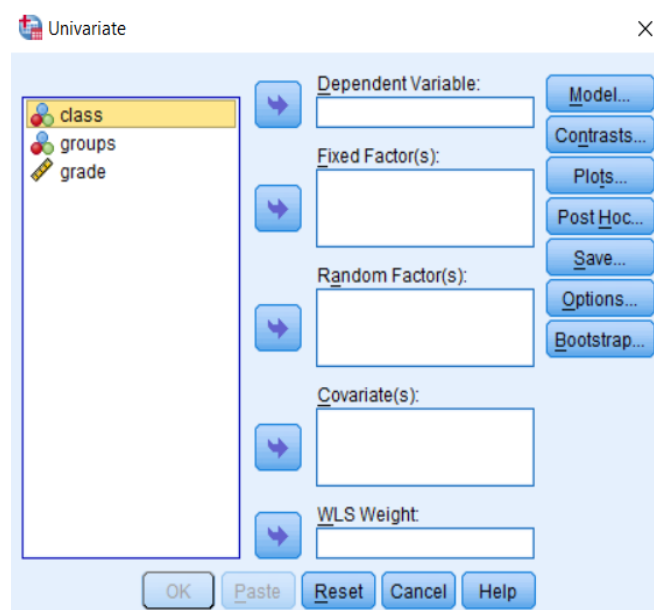 Univariate
class
groups
grade
Dependent Variable:
Fixed Factor(s):
Random Factor(s):
Covariate(s):
WLS Weight:
Model...
Contrasts...
Plots...
Post Hoc...
Save...
Options...
Bootstrap...
OK
Paste
Reset
Cancel
Help